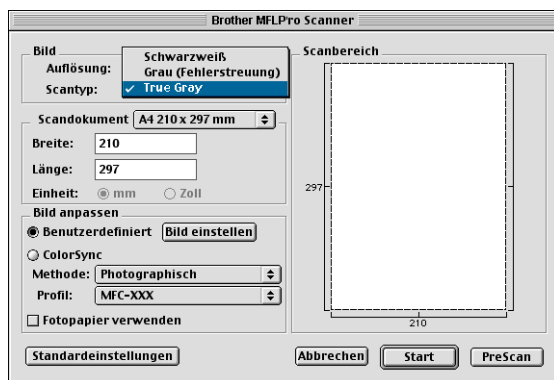 Brother MFLPro Scanner
Bild
Auflösung:
Scantyp:
Schwarzweiß
Grau (Fehlerstreuung)
✓ True Gray
Scandokument A4 210 x 297 mm
Breite: 210
Länge: 297
Einheit: mm Zoll
Bild anpassen
Benutzerdefiniert Bild einstellen
ColorSync
Methode: Photographisch
Profil: MFC-XXX
Fotopapier verwenden
Scanbereich
297
210
Standardeinstellungen Abbrechen Start PreScan